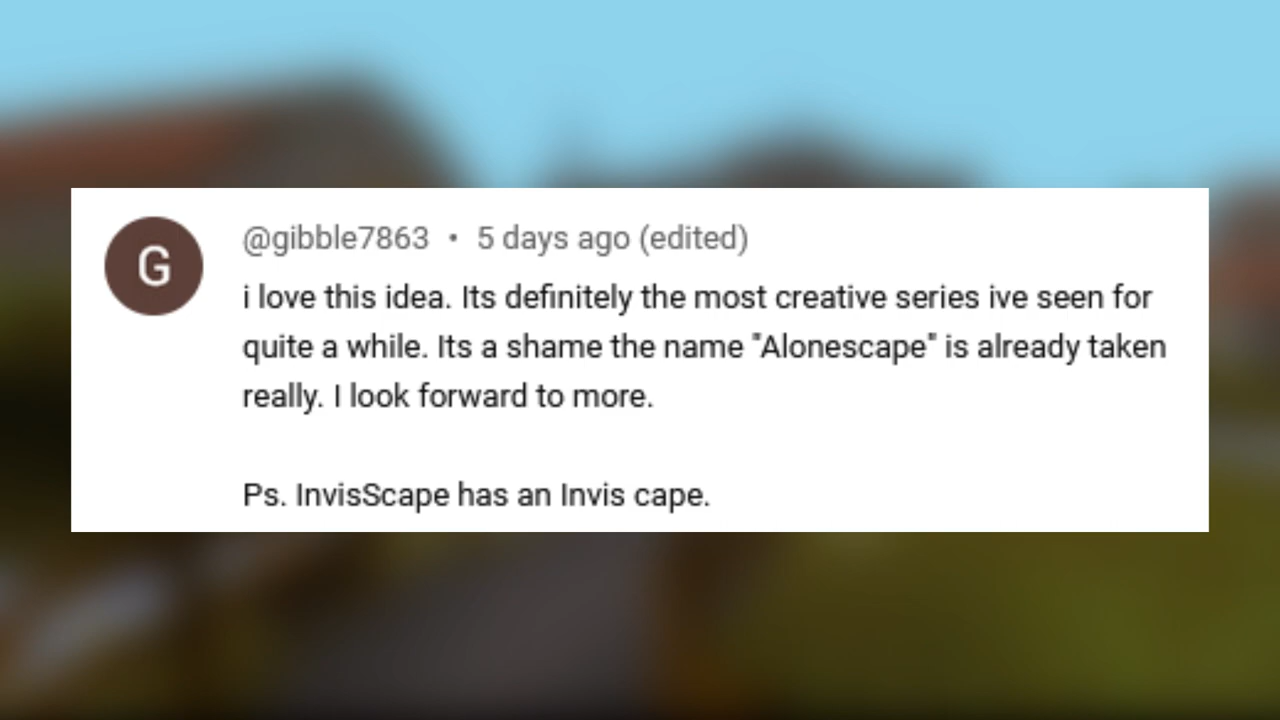 G
@gibble7863 • 5 days ago (edited)
i love this idea. Its definitely the most creative series ive seen for
quite a while. Its a shame the name "Alonescape" is already taken
really. I look forward to more.
Ps. InvisScape has an Invis cape.